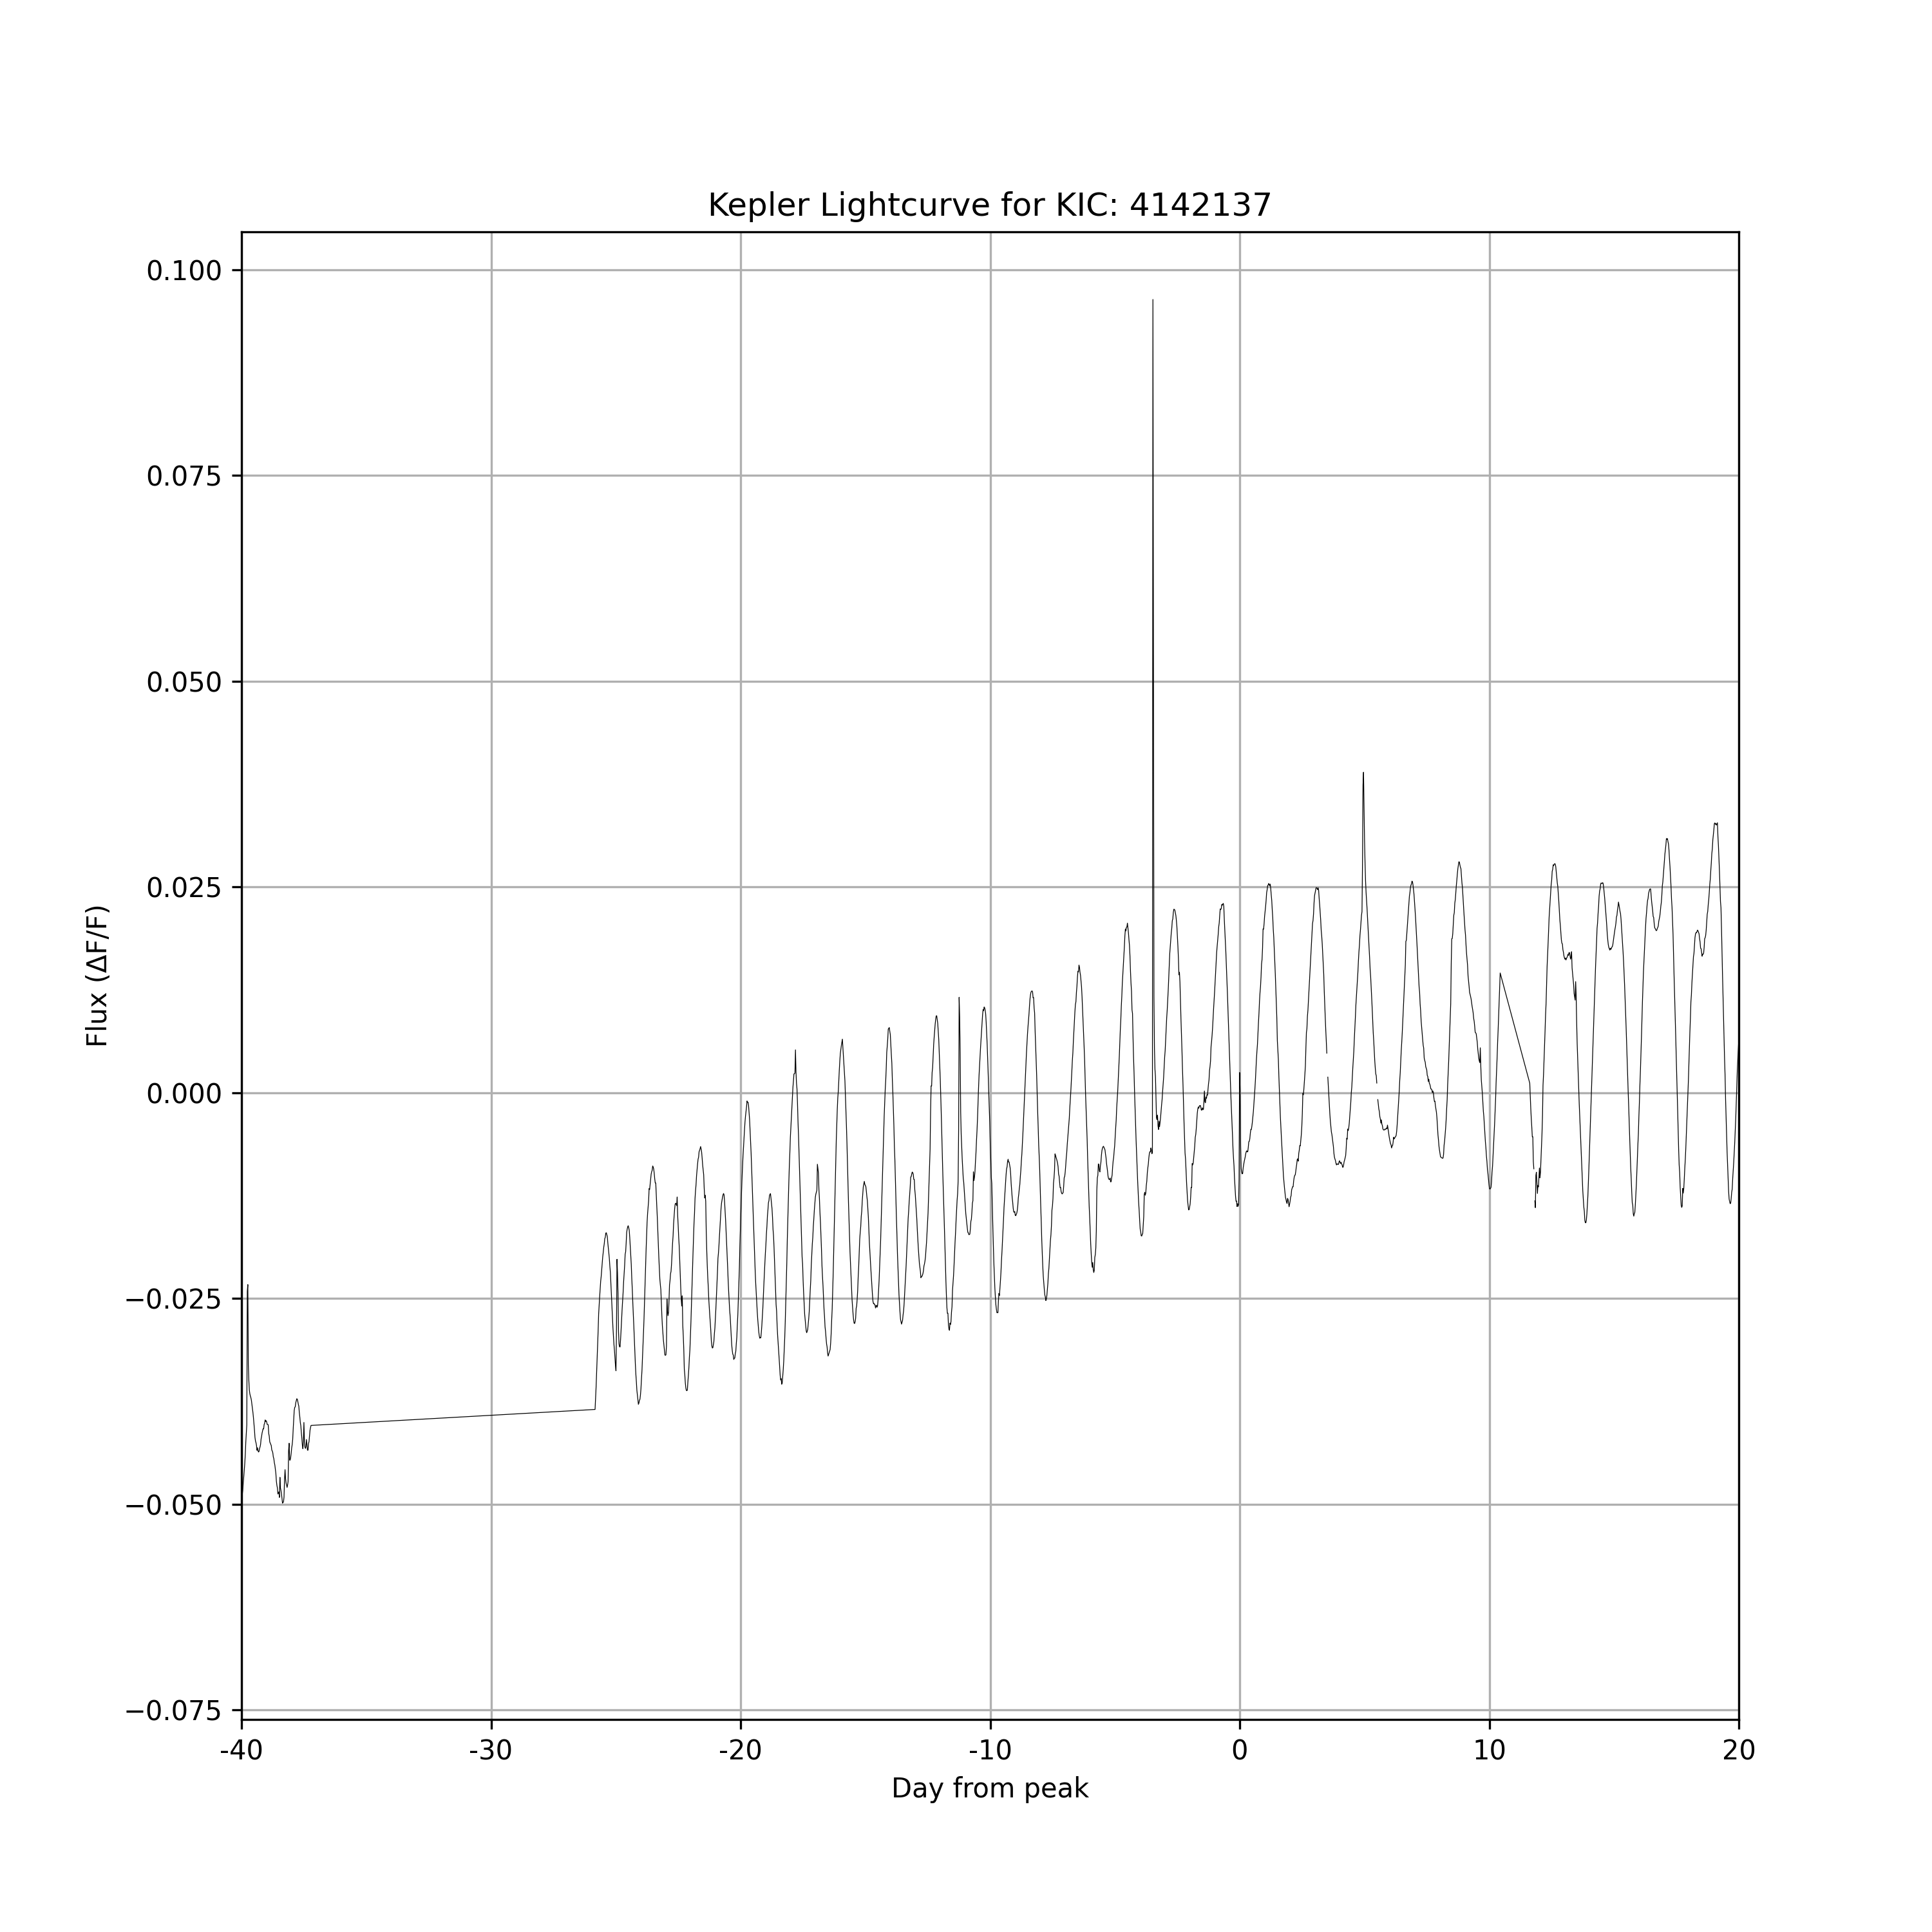 Kepler Lightcurve for KIC: 4142137
0.100
0.075
0.050
0.025
0.000
−0.025
−0.050
−0.075
Flux (ΔF/F)
-40 -30 -20 -10 0 10 20
Day from peak